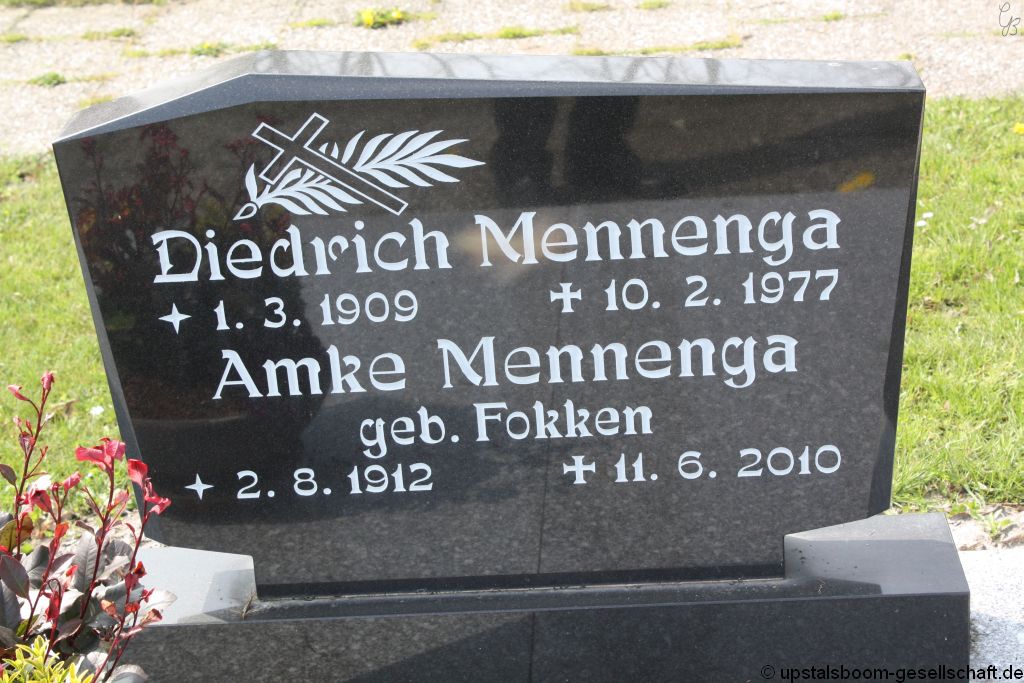 Diedrich Mennenga
1. 3. 1909 10. 2. 1977
Amke Mennenga
geb. Fokken
2. 8. 1912 11. 6. 2010
© upstalsboom-gesellschaft.de